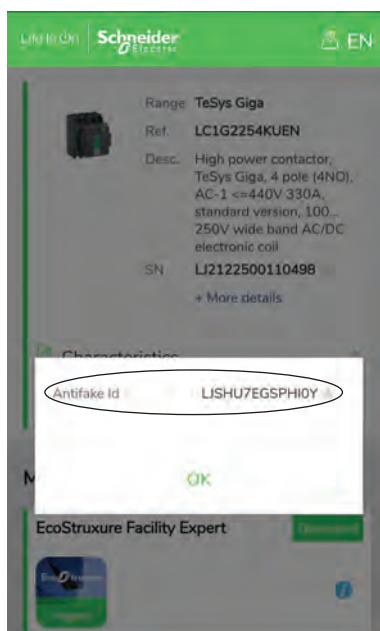 Life Is On Schneider Electric EN
Range TeSys Giga
Ref. LC1G2254KUEN
Desc. High power contactor,
TeSys Giga, 4 pole (4NO),
AC-1 <=440V 330A,
standard version, 100...
250V wide band AC/DC
electronic coil
SN LJ2122500110498
+ More details
Characteristics
Antifake Id LJSHU7EGSPHI0Y
OK
M
EcoStruxure Facility Expert